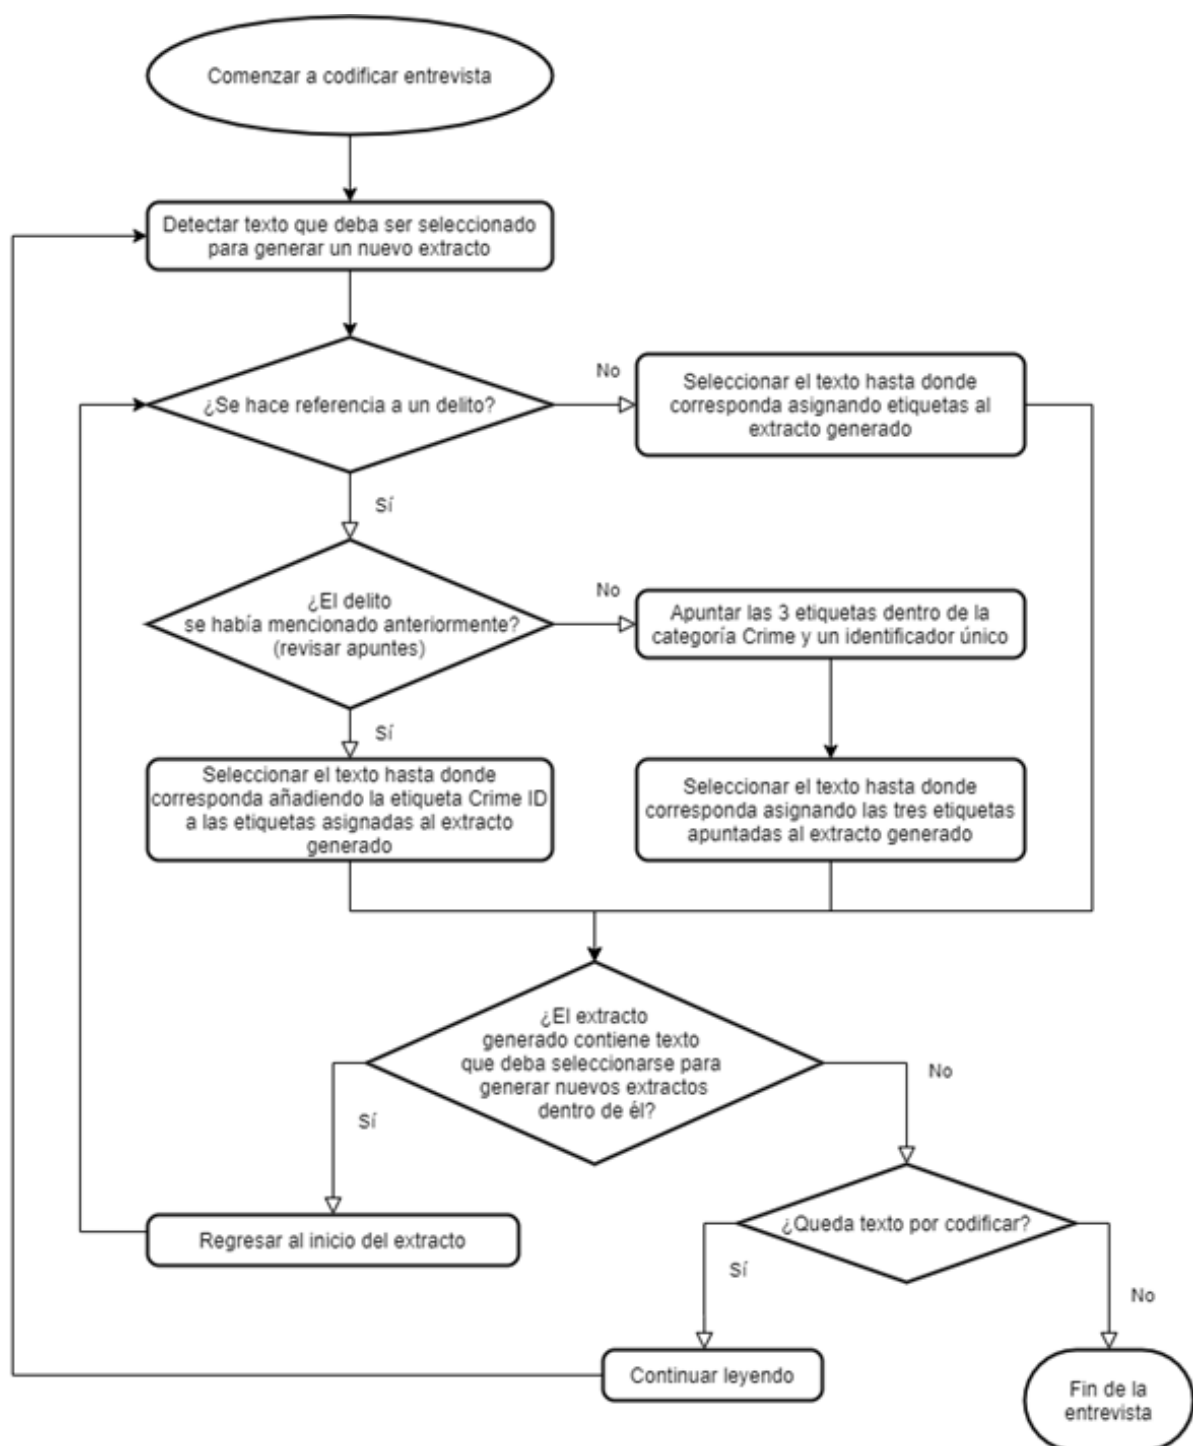 Comenzar a codificar entrevista
Detectar texto que deba ser seleccionado
para generar un nuevo extracto
¿Se hace referencia a un delito?
No
Seleccionar el texto hasta donde
corresponda asignando etiquetas al
extracto generado
Sí
¿El delito
se había mencionado anteriormente?
(revisar apuntes)
No
Apuntar las 3 etiquetas dentro de la
categoría Crime y un identificador único
Sí
Seleccionar el texto hasta donde
corresponda añadiendo la etiqueta Crime ID
a las etiquetas asignadas al extracto
generado
Seleccionar el texto hasta donde
corresponda asignando las tres etiquetas
apuntadas al extracto generado
¿El extracto
generado contiene texto
que deba seleccionarse para
generar nuevos extractos
dentro de él?
Sí
No
Regresar al inicio del extracto
¿Queda texto por codificar?
Sí
No
Continuar leyendo
Fin de la
entrevista